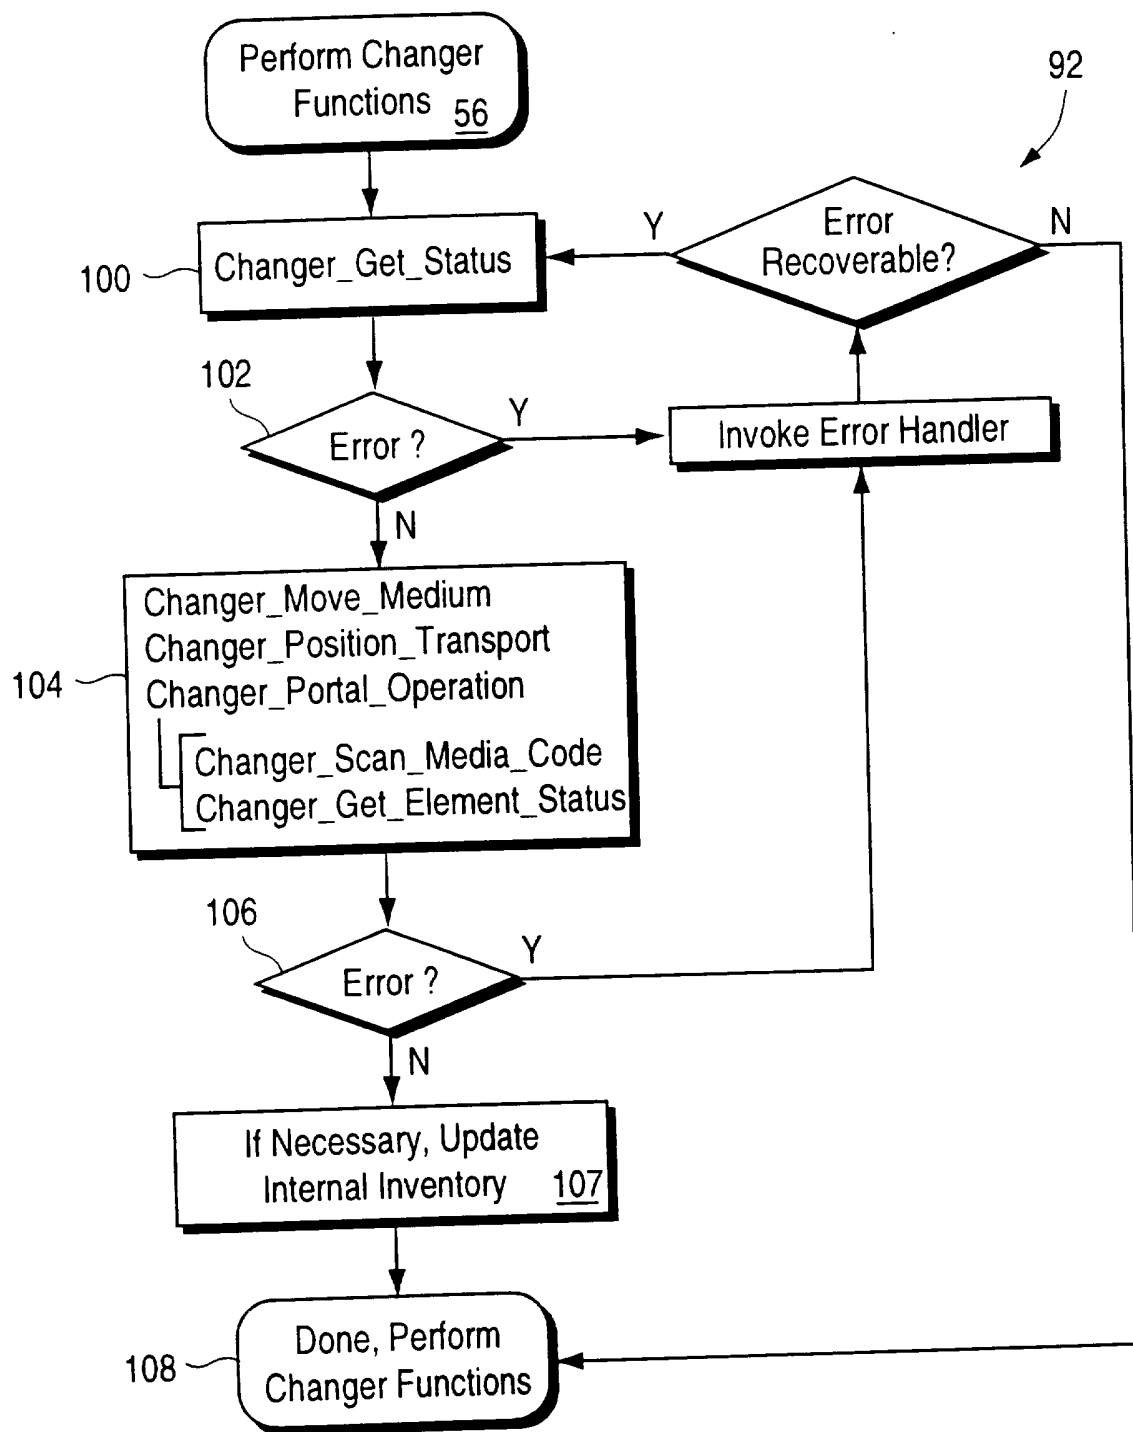 Perform Changer
Functions 56
92
Error
Recoverable?
Y
N
100
Changer_Get_Status
102
Error ?
Y
Invoke Error Handler
N
104
Changer_Move_Medium
Changer_Position_Transport
Changer_Portal_Operation
Changer_Scan_Media_Code
Changer_Get_Element_Status
106
Error ?
Y
N
If Necessary, Update
Internal Inventory 107
108
Done, Perform
Changer Functions